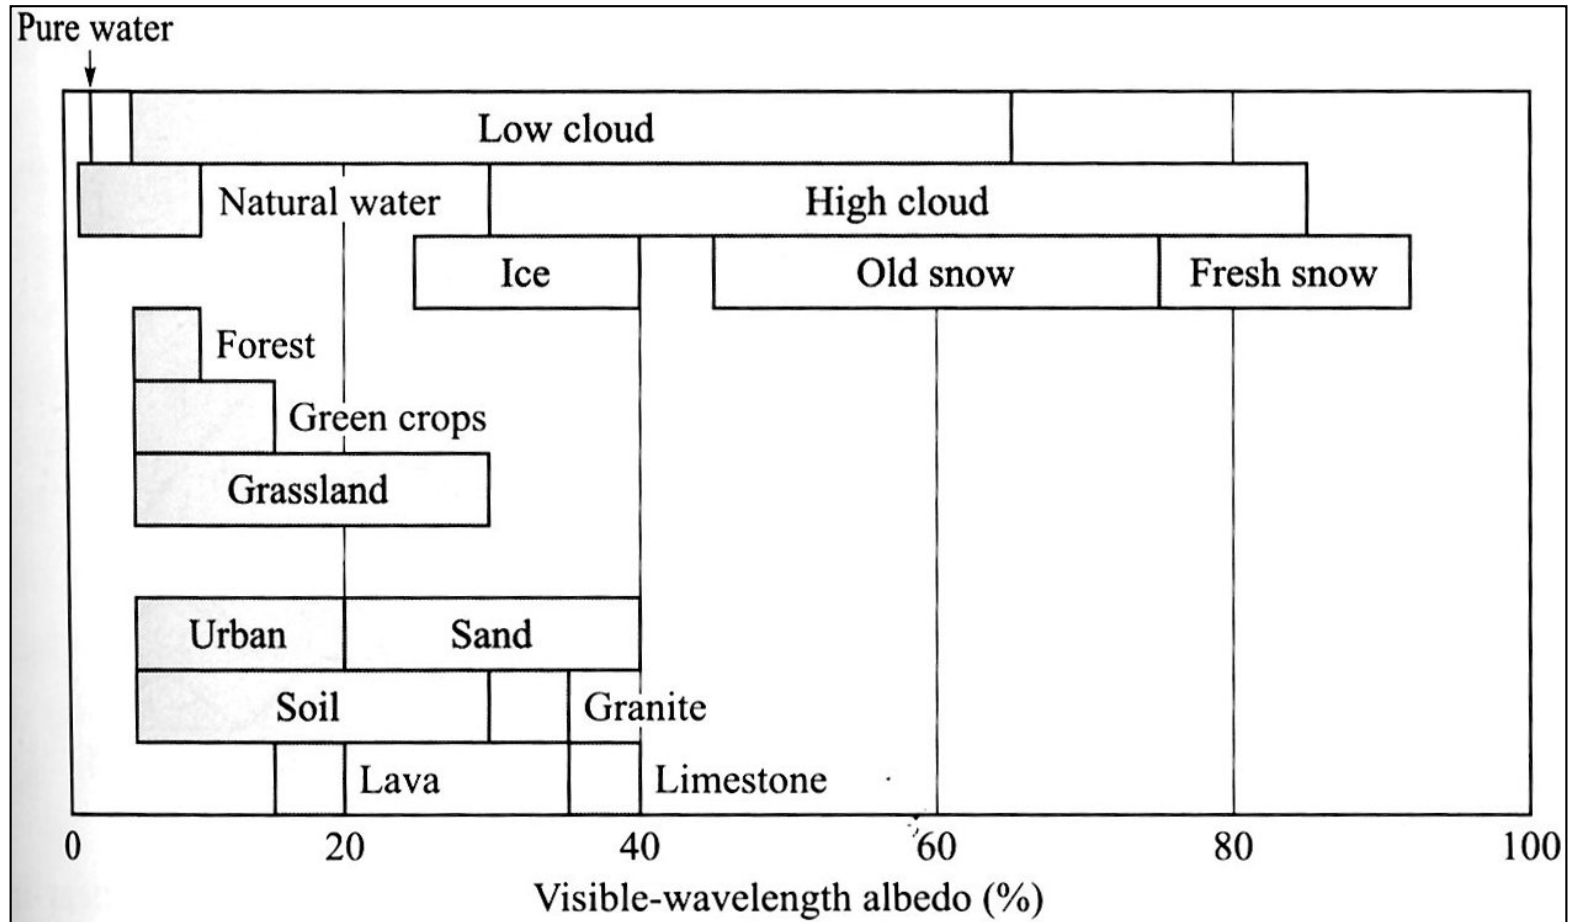 Pure water
Low cloud
Natural water
High cloud
Ice
Old snow
Fresh snow
Forest
Green crops
Grassland
Urban
Sand
Soil
Granite
Lava
Limestone
0 20 40 60 80 100
Visible-wavelength albedo (%)